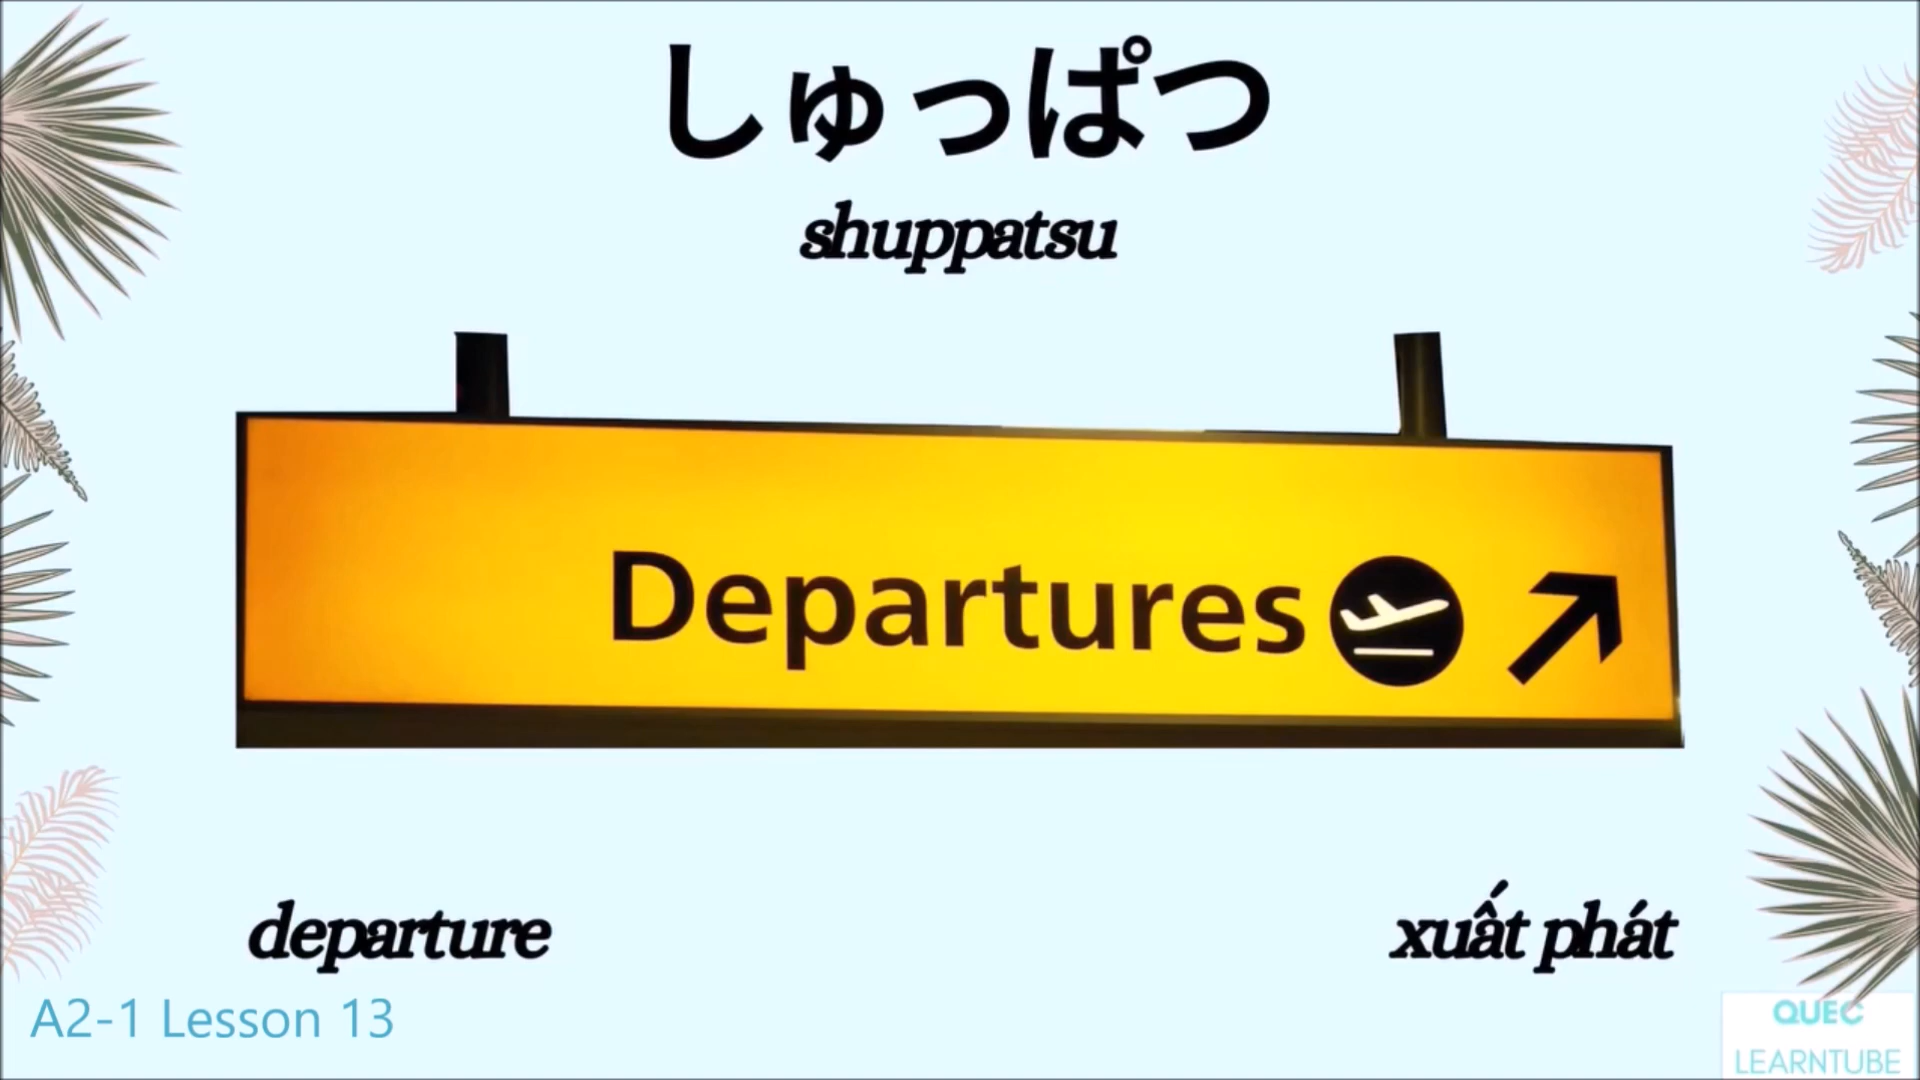 しゅっぱつ
shuppatsu
Departures
departure
xuất phát
A2-1 Lesson 13
QUEC
LEARNTUBE